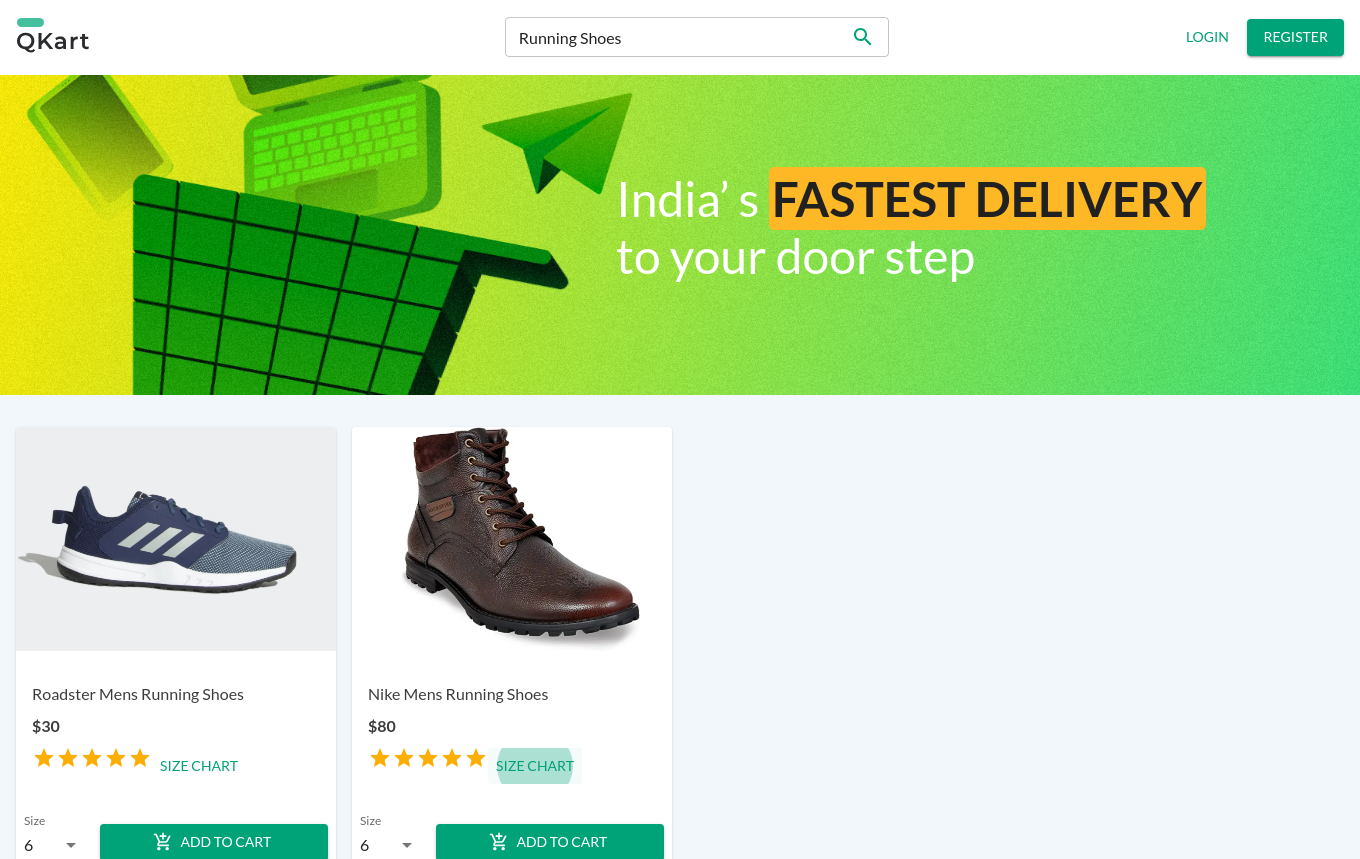 QKart
Running Shoes
LOGIN
REGISTER
India’ s FASTEST DELIVERY
to your door step
Roadster Mens Running Shoes
$30
SIZE CHART
Size
6
ADD TO CART
Nike Mens Running Shoes
$80
SIZE CHART
Size
6
ADD TO CART